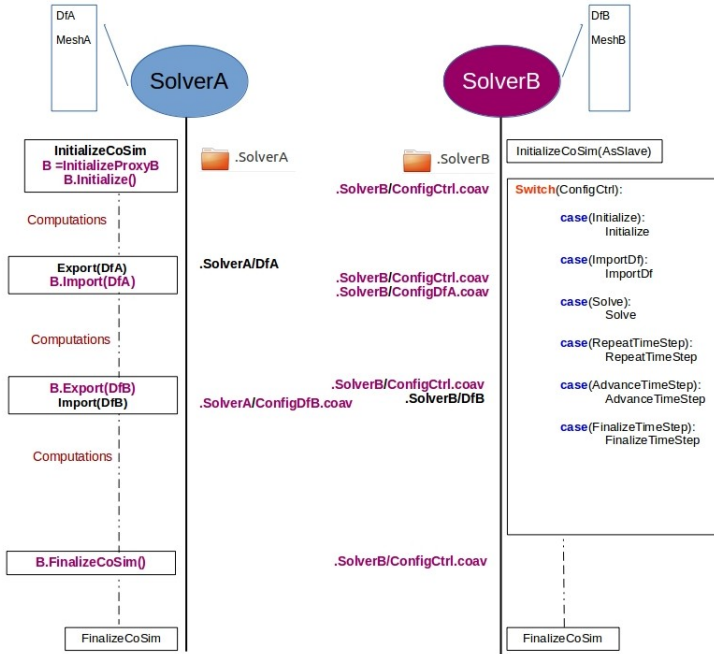 DfA
MeshA
SolverA
DfB
MeshB
SolverB
InitializeCoSim
B =InitializeProxyB
B.Initialize()
.SolverA
.SolverB
InitializeCoSim(AsSlave)
.SolverB/ConfigCtrl.coav
Switch(ConfigCtrl):
case(Initialize):
Initialize
case(ImportDf):
ImportDf
case(Solve):
Solve
case(RepeatTimeStep):
RepeatTimeStep
case(AdvanceTimeStep):
AdvanceTimeStep
case(FinalizeTimeStep):
FinalizeTimeStep
Computations
Export(DfA)
B.Import(DfA)
.SolverA/DfA
.SolverB/ConfigCtrl.coav
.SolverB/ConfigDfA.coav
Computations
B.Export(DfB)
Import(DfB)
.SolverB/ConfigCtrl.coav
.SolverB/DfB
.SolverA/ConfigDfB.coav
Computations
B.FinalizeCoSim()
.SolverB/ConfigCtrl.coav
FinalizeCoSim
FinalizeCoSim